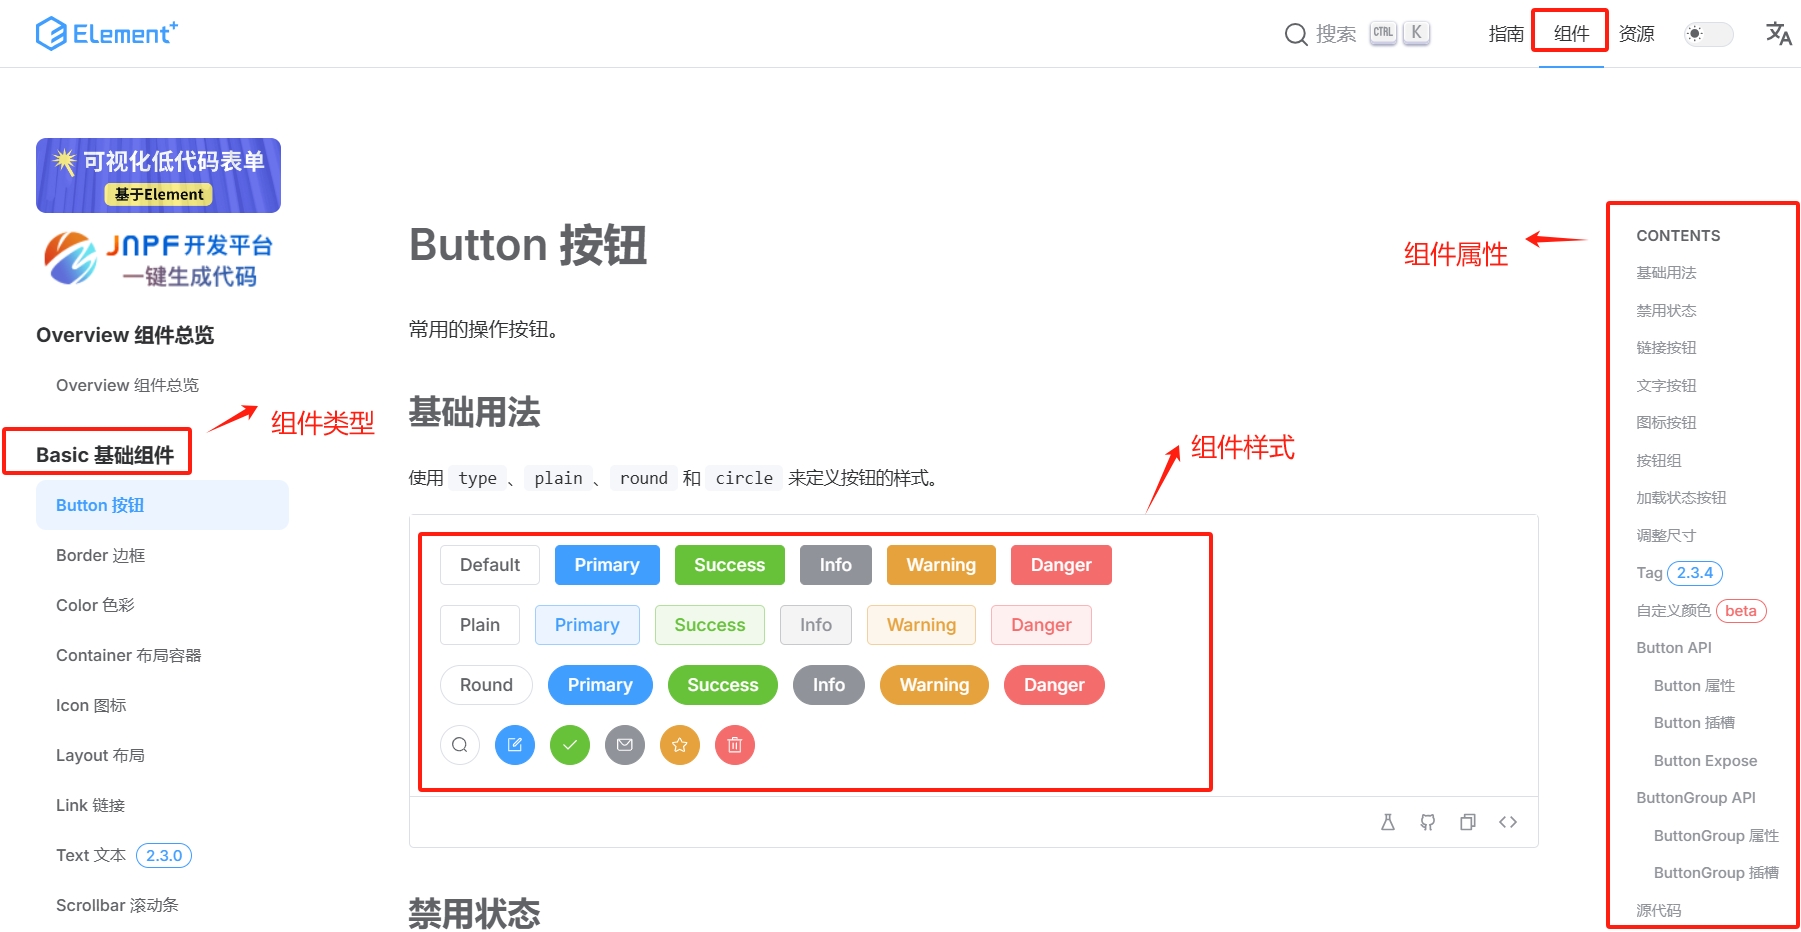 Element+
搜索 CTRL K 指南 组件 资源
可视化低代码表单
基于Element
JNPF开发平台
一键生成代码
Overview 组件总览
Overview 组件总览
组件类型
Basic 基础组件
Button 按钮
Border 边框
Color 色彩
Container 布局容器
Icon 图标
Layout 布局
Link 链接
Text 文本 2.3.0
Scrollbar 滚动条
Button 按钮
常用的操作按钮。
基础用法
使用 type 、 plain 、 round 和 circle 来定义按钮的样式。
组件样式
Default Primary Success Info Warning Danger
Plain Primary Success Info Warning Danger
Round Primary Success Info Warning Danger
禁用状态
组件属性
CONTENTS
基础用法
禁用状态
链接按钮
文字按钮
图标按钮
按钮组
加载状态按钮
调整尺寸
Tag 2.3.4
自定义颜色 beta
Button API
Button 属性
Button 插槽
Button Expose
ButtonGroup API
ButtonGroup 属性
ButtonGroup 插槽
源代码